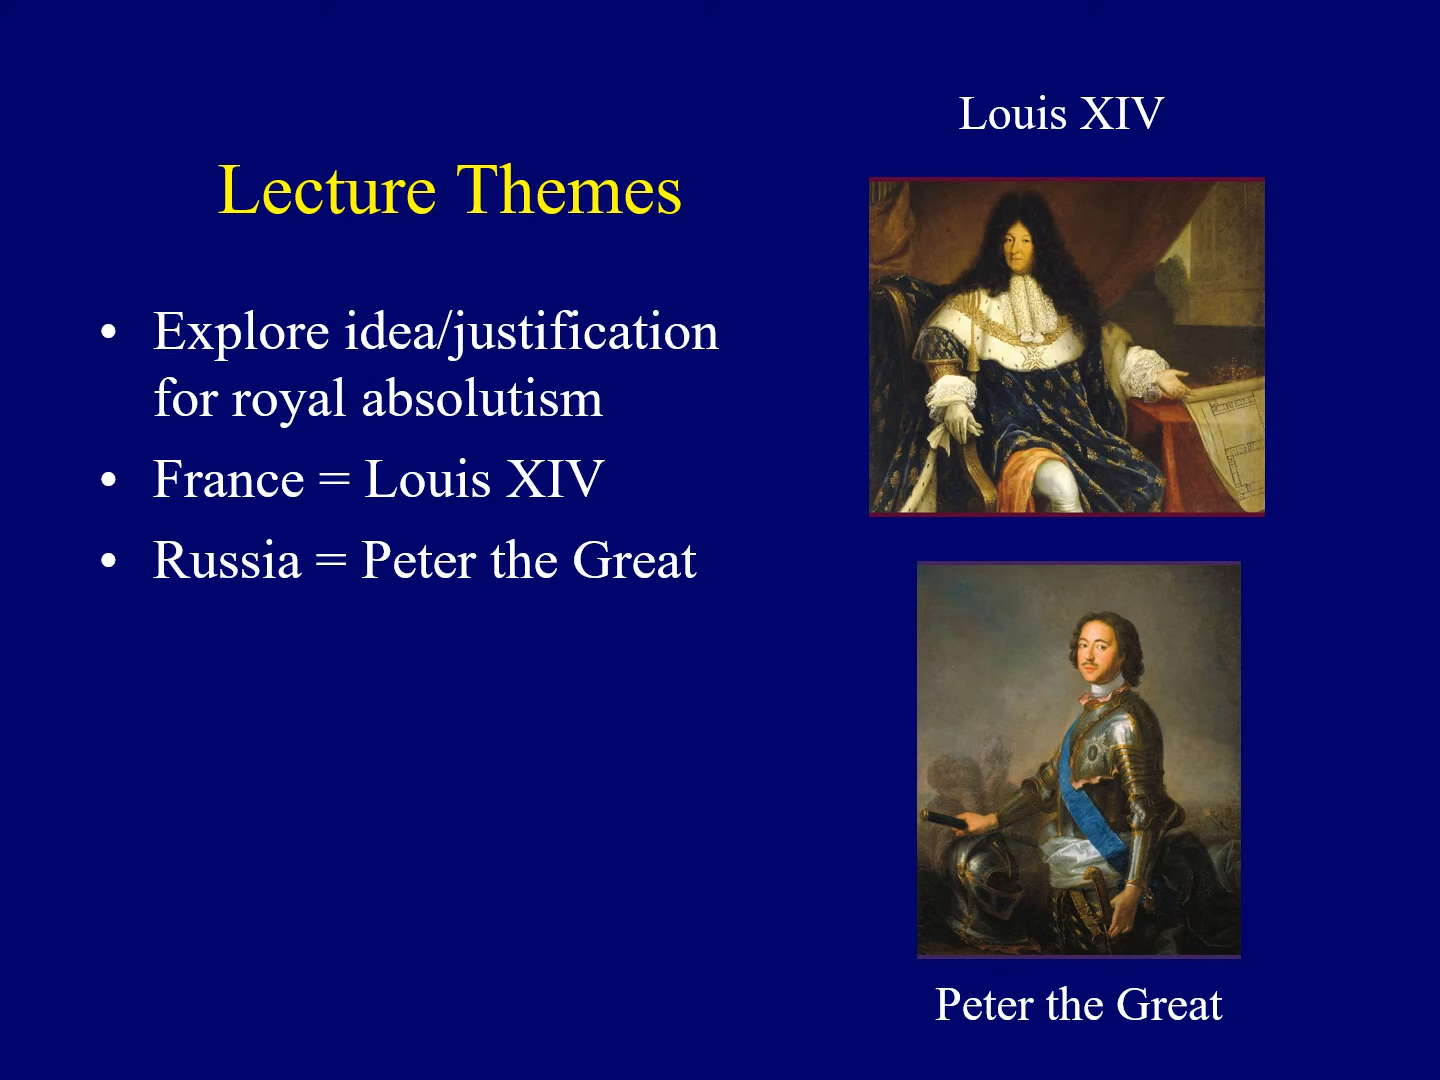 Lecture Themes
• Explore idea/justification
for royal absolutism
• France = Louis XIV
• Russia = Peter the Great
Louis XIV
Peter the Great